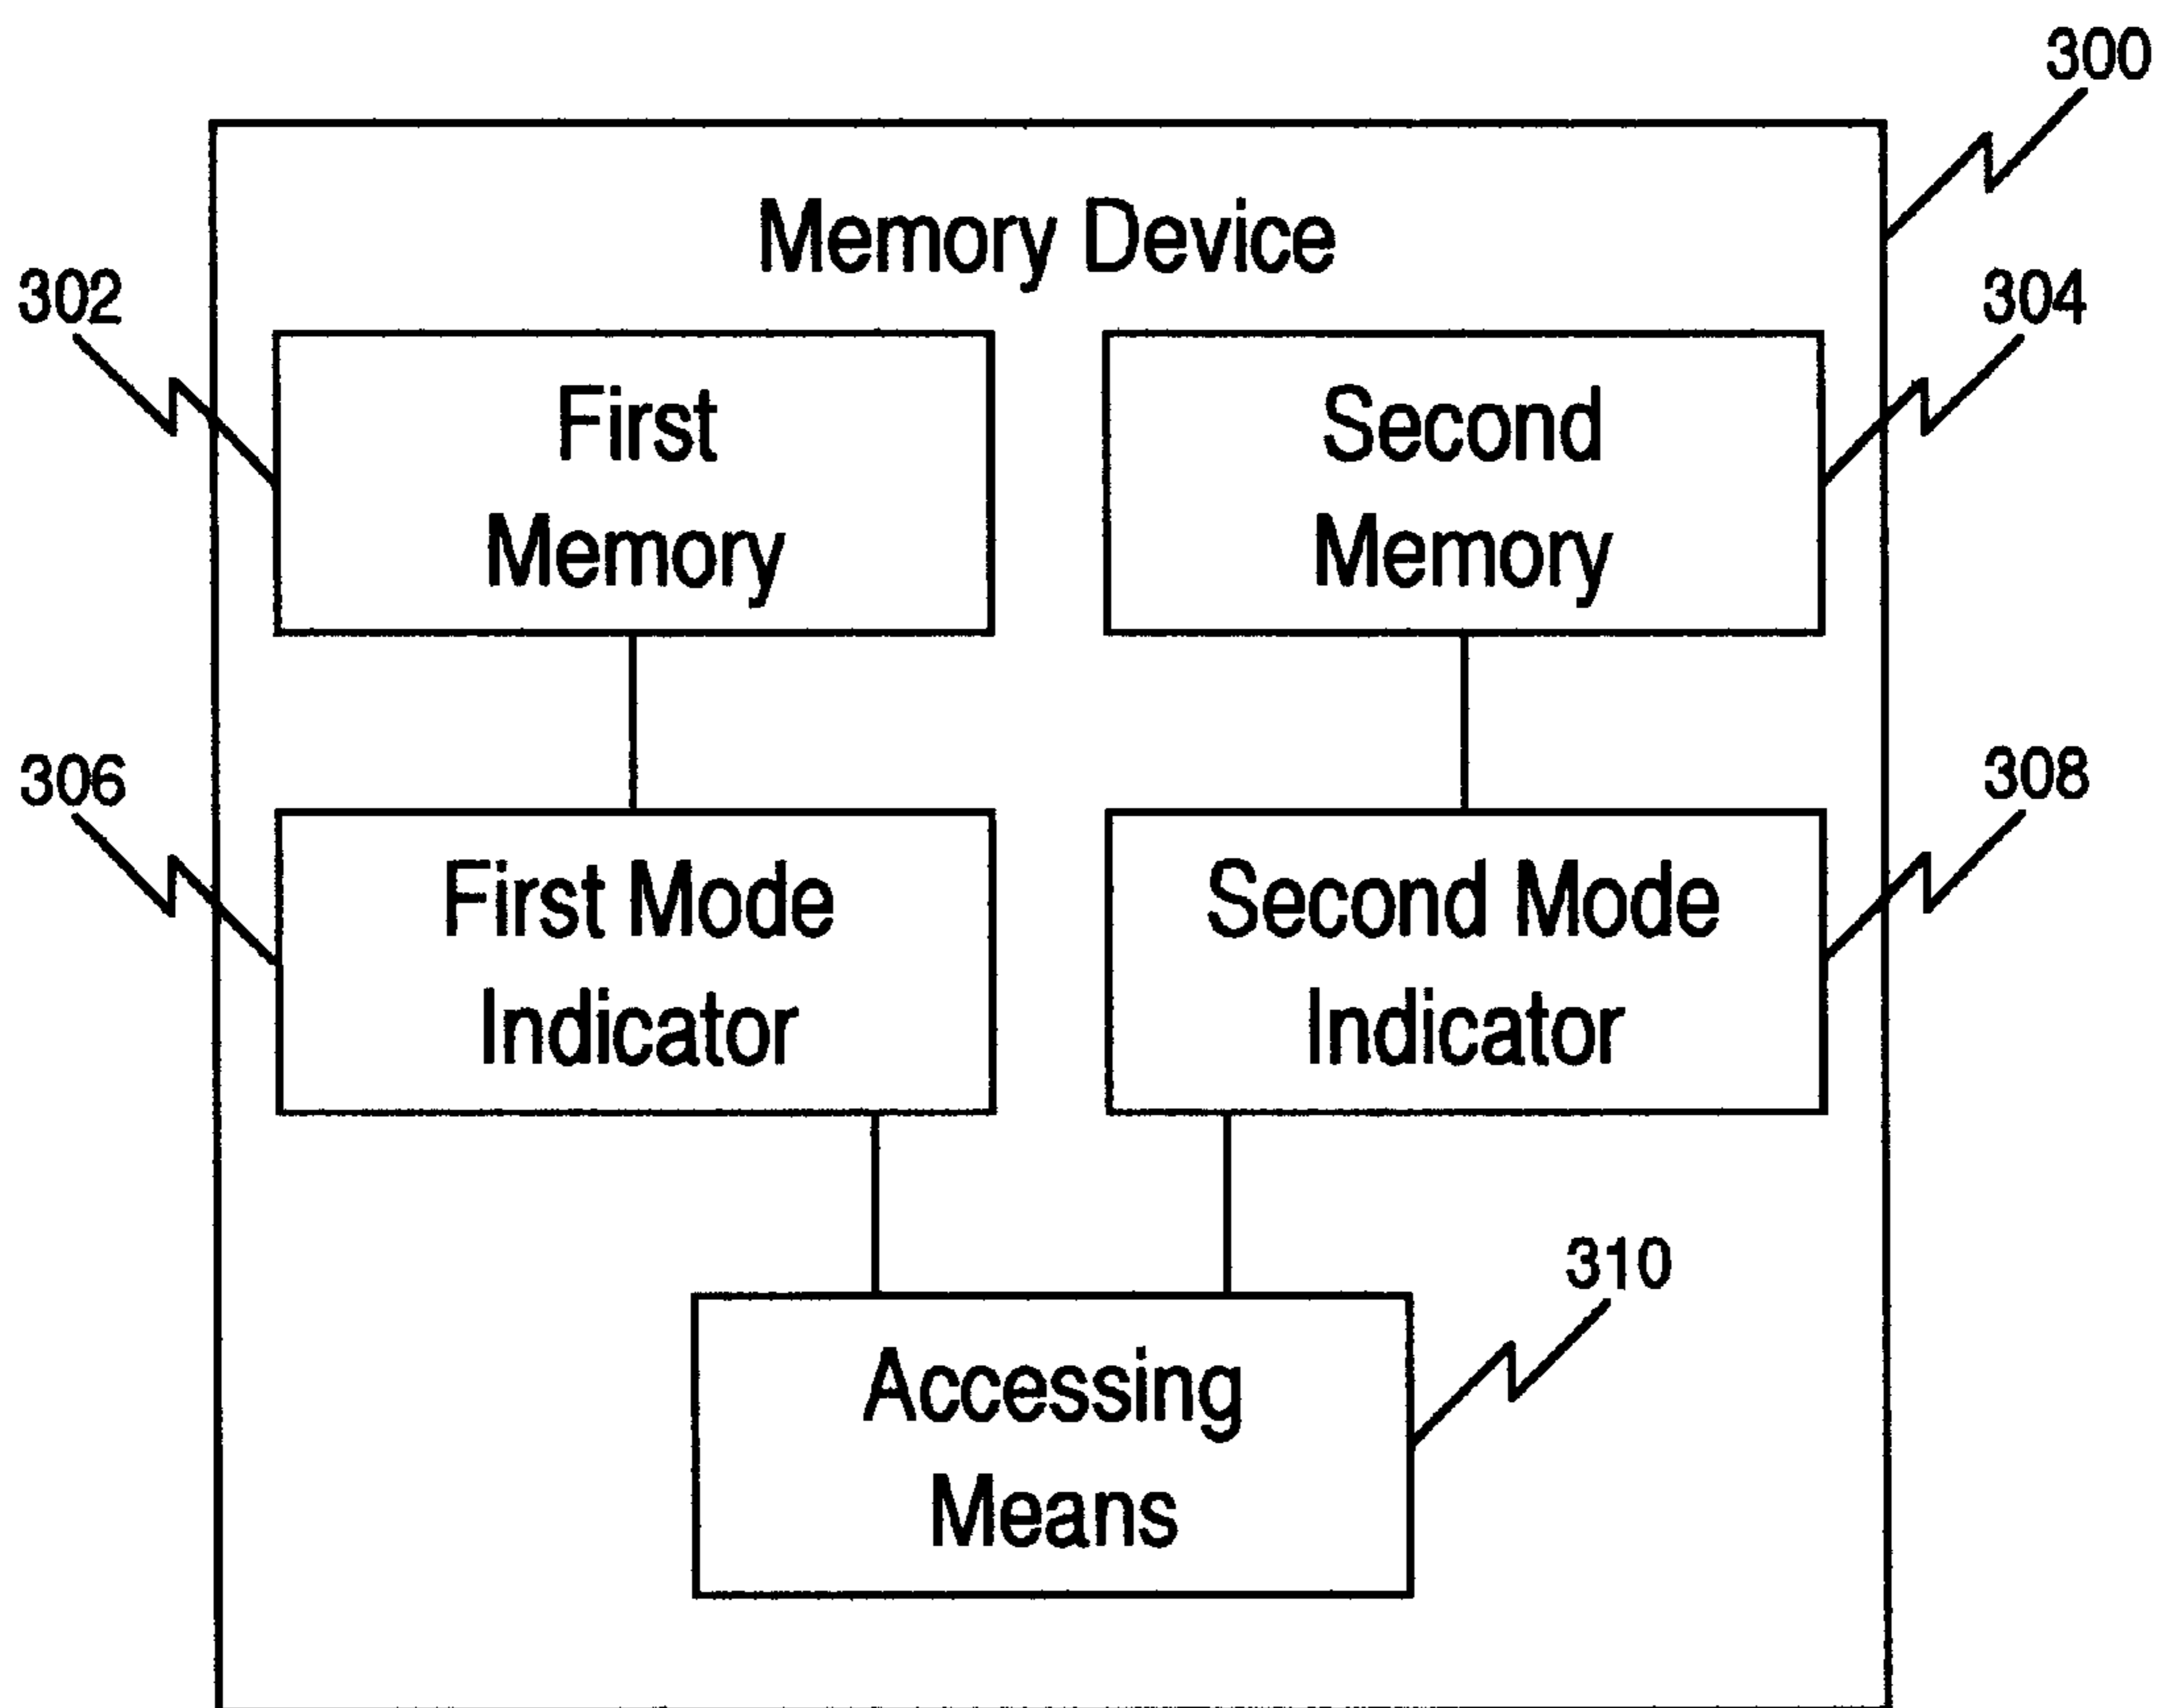 300
Memory Device
302
304
First
Memory
Second
Memory
306
308
First Mode
Indicator
Second Mode
Indicator
310
Accessing
Means